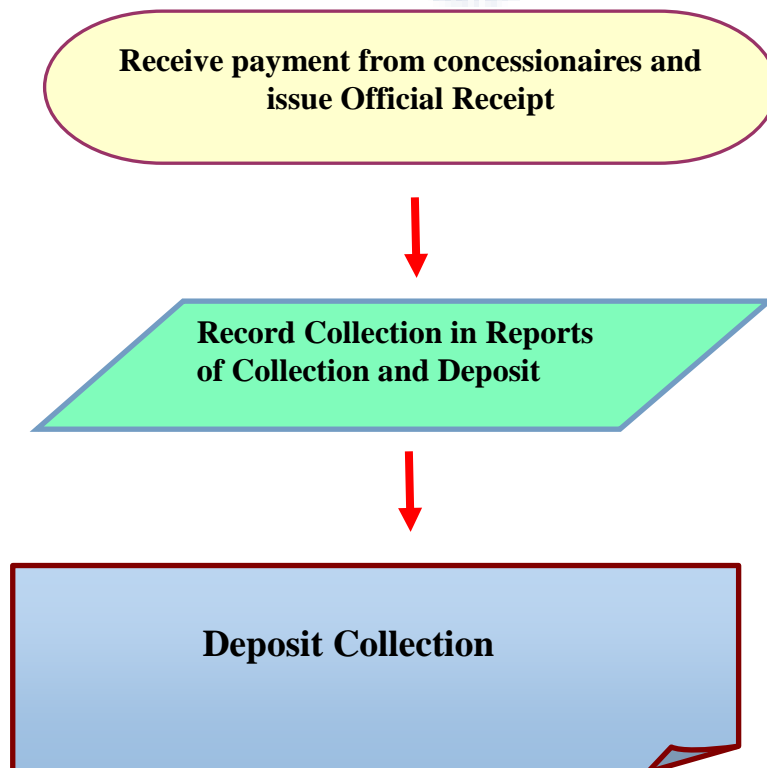 Receive payment from concessionaires and
issue Official Receipt
Record Collection in Reports
of Collection and Deposit
Deposit Collection